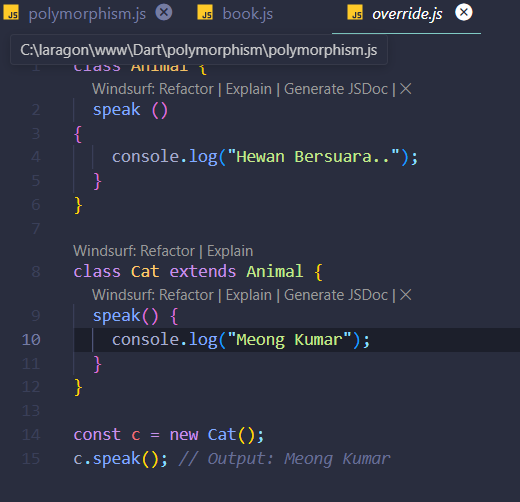 JS polymorphism.js
JS book.js
JS override.js
C:\laragon\www\Dart\polymorphism\polymorphism.js
1 class Animal {
Windsurf: Refactor | Explain | Generate JSDoc | ×
2 speak ()
3 {
4 console.log("Hewan Bersuara..");
5 }
6 }
7
Windsurf: Refactor | Explain
8 class Cat extends Animal {
Windsurf: Refactor | Explain | Generate JSDoc | ×
9 speak() {
10 console.log("Meong Kumar");
11 }
12 }
13
14 const c = new Cat();
15 c.speak(); // Output: Meong Kumar